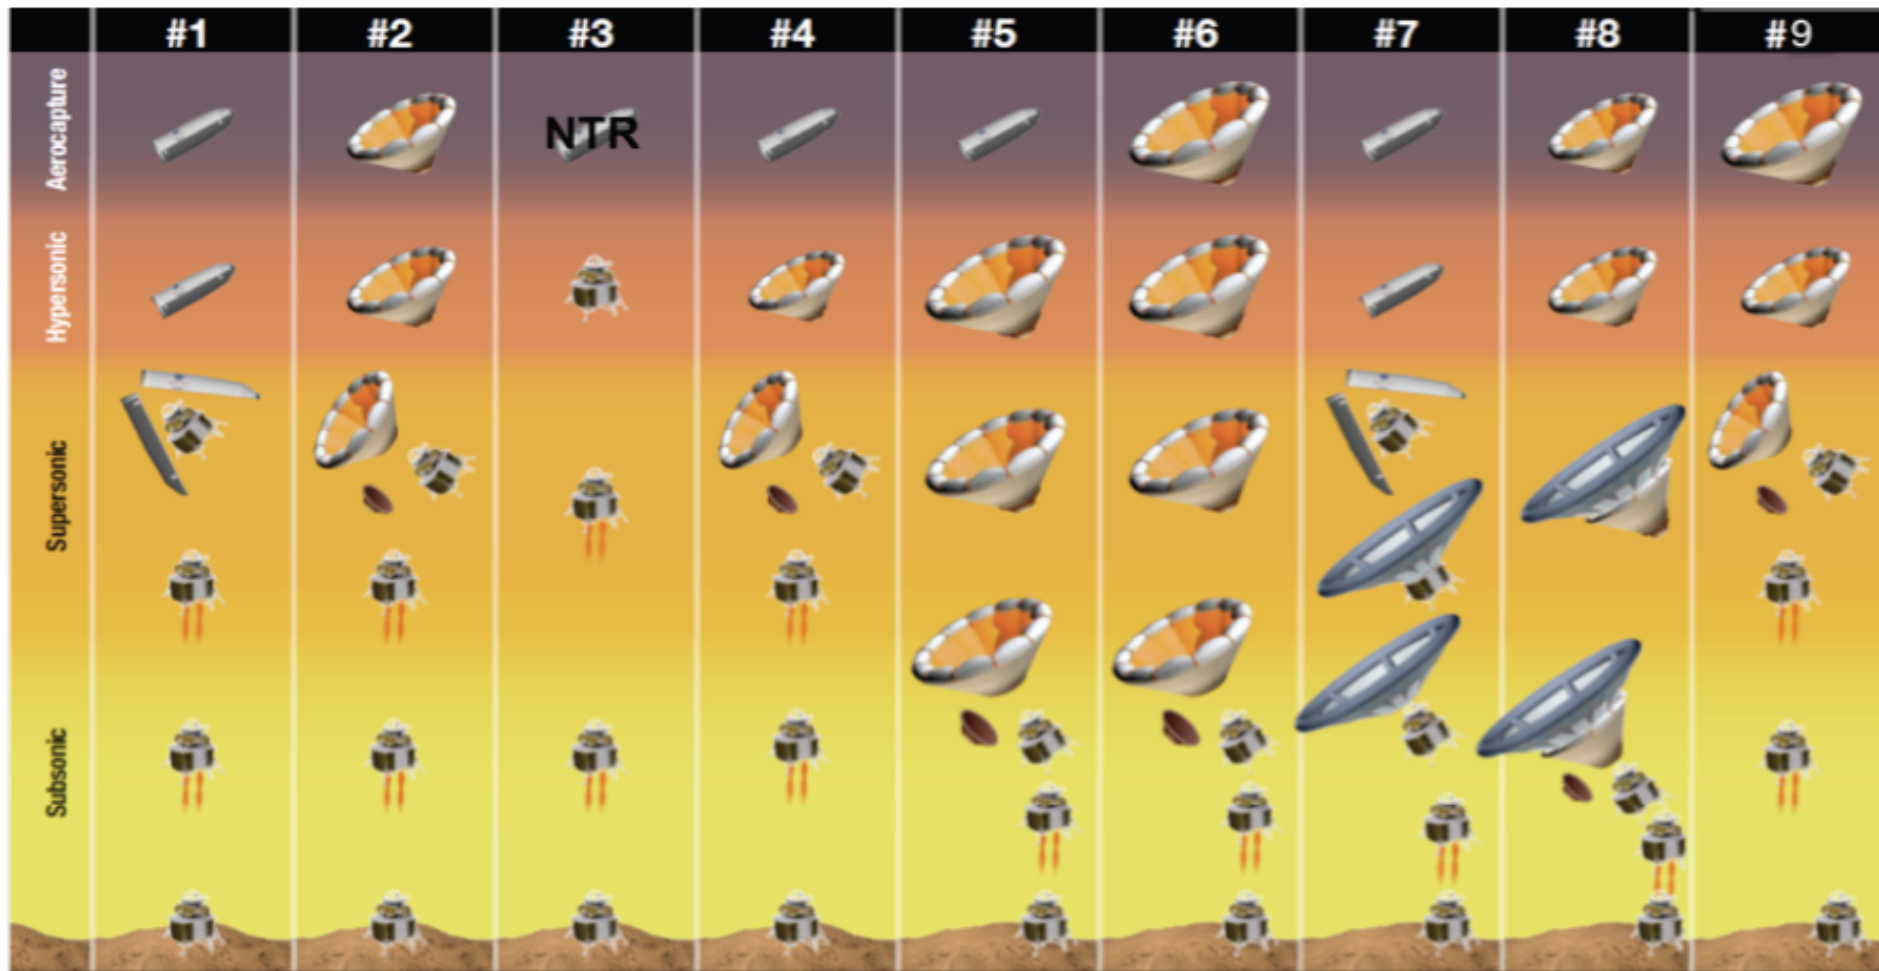 #1 #2 #3 #4 #5 #6 #7 #8 #9
Aerocapture
NTR
Hypersonic
Supersonic
Subsonic